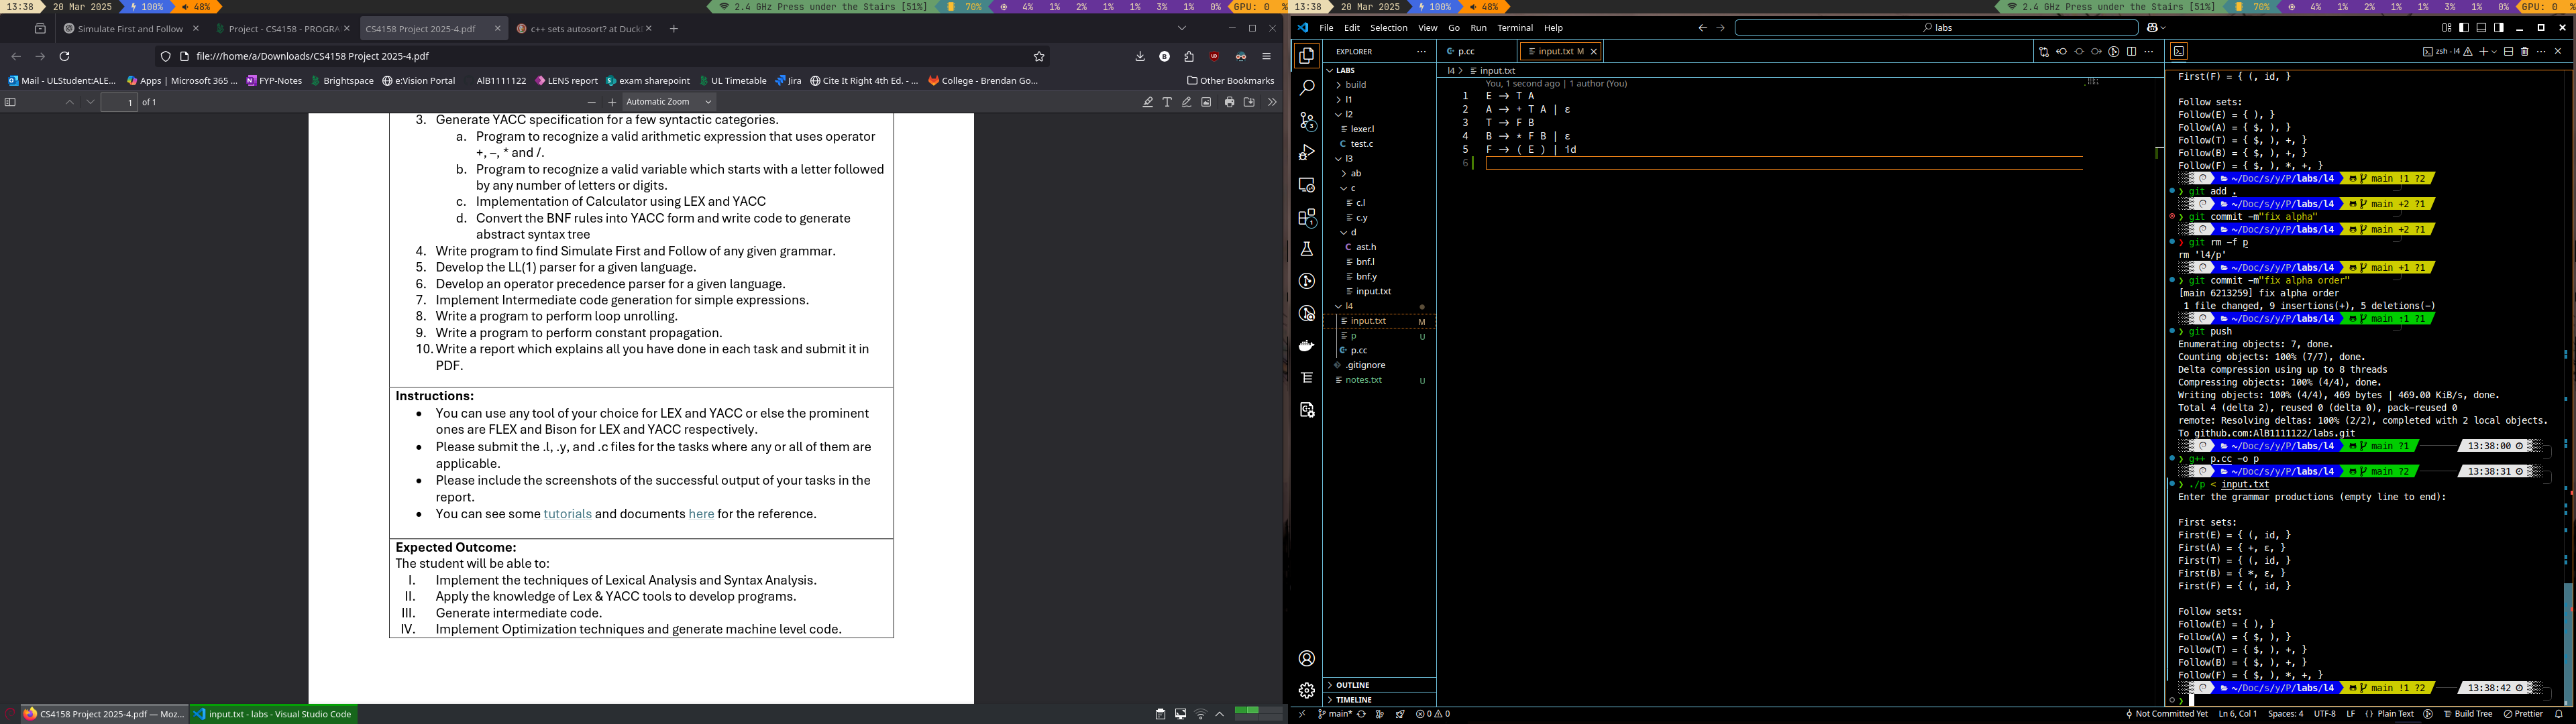 13:38 20 Mar 2025 100% 48% 2.4 GHz Press under the Stairs [51%] 70% 4% 1% 2% 1% 1% 3% 1% 0% GPU: 0 %
Simulate First and Follow
Project - CS4158 - PROGRA
CS4158 Project 2025-4.pdf
c++ sets autosort? at Duck
file:///home/a/Downloads/CS4158 Project 2025-4.pdf
Mail - ULStudent:ALE... Apps | Microsoft 365 ... FYP-Notes Brightspace e:Vision Portal AlB1111122 LENS report exam sharepoint UL Timetable Jira Cite It Right 4th Ed. - ... College - Brendan Go... Other Bookmarks
1 of 1 Automatic Zoom
3. Generate YACC specification for a few syntactic categories.
a. Program to recognize a valid arithmetic expression that uses operator
+, –, * and /.
b. Program to recognize a valid variable which starts with a letter followed
by any number of letters or digits.
c. Implementation of Calculator using LEX and YACC
d. Convert the BNF rules into YACC form and write code to generate
abstract syntax tree
4. Write program to find Simulate First and Follow of any given grammar.
5. Develop the LL(1) parser for a given language.
6. Develop an operator precedence parser for a given language.
7. Implement Intermediate code generation for simple expressions.
8. Write a program to perform loop unrolling.
9. Write a program to perform constant propagation.
10. Write a report which explains all you have done in each task and submit it in
PDF.
Instructions:
• You can use any tool of your choice for LEX and YACC or else the prominent
ones are FLEX and Bison for LEX and YACC respectively.
• Please submit the .l, .y, and .c files for the tasks where any or all of them are
applicable.
• Please include the screenshots of the successful output of your tasks in the
report.
• You can see some tutorials and documents here for the reference.
Expected Outcome:
The student will be able to:
I. Implement the techniques of Lexical Analysis and Syntax Analysis.
II. Apply the knowledge of Lex & YACC tools to develop programs.
III. Generate intermediate code.
IV. Implement Optimization techniques and generate machine level code.
CS4158 Project 2025-4.pdf — Moz...
input.txt - labs - Visual Studio Code
13:38 20 Mar 2025 100% 48% 2.4 GHz Press under the Stairs [51%] 70% 4% 1% 2% 1% 1% 3% 1% 0% GPU: 0 %
File Edit Selection View Go Run Terminal Help
labs
EXPLORER
LABS
build
l1
l2
lexer.l
test.c
l3
ab
c
c.l
c.y
d
ast.h
bnf.l
bnf.y
input.txt
l4
input.txt M
p U
p.cc
.gitignore
notes.txt U
OUTLINE
TIMELINE
p.cc
input.txt M
l4 > input.txt
You, 1 second ago | 1 author (You)
1 E → T A
2 A → + T A | ε
3 T → F B
4 B → * F B | ε
5 F → ( E ) | id
6
zsh - l4
First(F) = { (, id, }
Follow sets:
Follow(E) = { ), }
Follow(A) = { $, ), }
Follow(T) = { $, ), +, }
Follow(B) = { $, ), +, }
Follow(F) = { $, ), *, +, }
~/Doc/s/y/P/labs/l4 main !1 ?2
❯ git add .
~/Doc/s/y/P/labs/l4 main +2 ?1
❯ git commit -m"fix alpha"
~/Doc/s/y/P/labs/l4 main +2 ?1
❯ git rm -f p
rm 'l4/p'
~/Doc/s/y/P/labs/l4 main +1 ?1
❯ git commit -m"fix alpha order"
[main 6213259] fix alpha order
1 file changed, 9 insertions(+), 5 deletions(-)
~/Doc/s/y/P/labs/l4 main ↑1 ?1
❯ git push
Enumerating objects: 7, done.
Counting objects: 100% (7/7), done.
Delta compression using up to 8 threads
Compressing objects: 100% (4/4), done.
Writing objects: 100% (4/4), 469 bytes | 469.00 KiB/s, done.
Total 4 (delta 2), reused 0 (delta 0), pack-reused 0
remote: Resolving deltas: 100% (2/2), completed with 2 local objects.
To github.com:AlB1111122/labs.git
~/Doc/s/y/P/labs/l4 main ?1 13:38:00
❯ g++ p.cc -o p
~/Doc/s/y/P/labs/l4 main ?2 13:38:31
❯ ./p < input.txt
Enter the grammar productions (empty line to end):
First sets:
First(E) = { (, id, }
First(A) = { +, ε, }
First(T) = { (, id, }
First(B) = { *, ε, }
First(F) = { (, id, }
Follow sets:
Follow(E) = { ), }
Follow(A) = { $, ), }
Follow(T) = { $, ), +, }
Follow(B) = { $, ), +, }
Follow(F) = { $, ), *, +, }
~/Doc/s/y/P/labs/l4 main !1 ?2 13:38:42
❯
main* 0 0 Not Committed Yet Ln 6, Col 1 Spaces: 4 UTF-8 LF Plain Text Build Tree Prettier